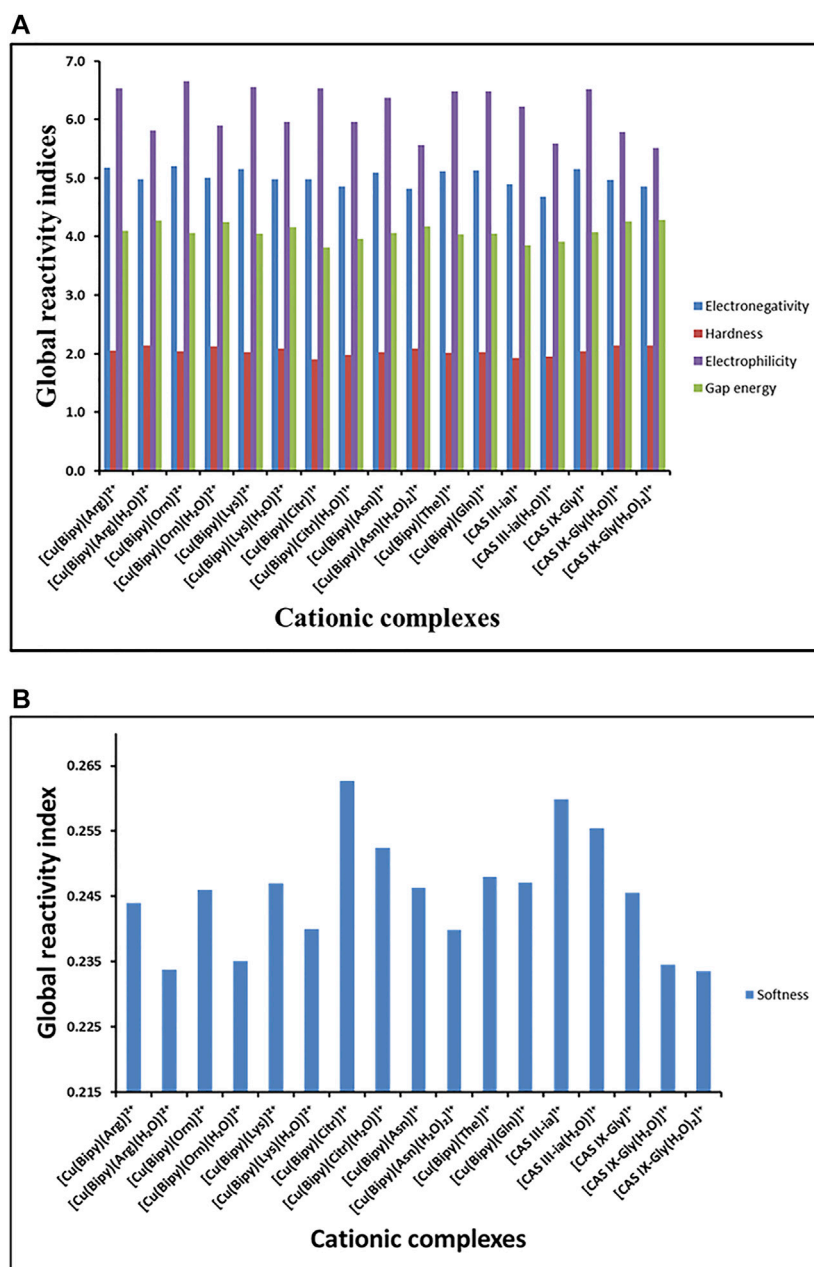 A
Global reactivity indices
7.0
6.0
5.0
4.0
3.0
2.0
1.0
0.0
Electronegativity
Hardness
Electrophilicity
Gap energy
[Cu(Bipy)(Arg)]²⁺
[Cu(Bipy)(Arg)(H₂O)]²⁺
[Cu(Bipy)(Orn)]²⁺
[Cu(Bipy)(Orn)(H₂O)]²⁺
[Cu(Bipy)(Lys)]²⁺
[Cu(Bipy)(Lys)(H₂O)]²⁺
[Cu(Bipy)(Citr)]¹⁺
[Cu(Bipy)(Citr)(H₂O)]¹⁺
[Cu(Bipy)(Asn)]¹⁺
[Cu(Bipy)(Asn)(H₂O)₂]¹⁺
[Cu(Bipy)(The)]¹⁺
[Cu(Bipy)(Gln)]¹⁺
[CAS III-ia]¹⁺
[CAS III-ia(H₂O)]¹⁺
[CAS IX-Gly]¹⁺
[CAS IX-Gly(H₂O)]¹⁺
[CAS IX-Gly(H₂O)₂]¹⁺
Cationic complexes
B
Global reactivity index
0.265
0.255
0.245
0.235
0.225
0.215
Softness
[Cu(Bipy)(Arg)]²⁺
[Cu(Bipy)(Arg)(H₂O)]²⁺
[Cu(Bipy)(Orn)]²⁺
[Cu(Bipy)(Orn)(H₂O)]²⁺
[Cu(Bipy)(Lys)]²⁺
[Cu(Bipy)(Lys)(H₂O)]²⁺
[Cu(Bipy)(Citr)]¹⁺
[Cu(Bipy)(Citr)(H₂O)]¹⁺
[Cu(Bipy)(Asn)]¹⁺
[Cu(Bipy)(Asn)(H₂O)₂]¹⁺
[Cu(Bipy)(The)]¹⁺
[Cu(Bipy)(Gln)]¹⁺
[CAS III-ia]¹⁺
[CAS III-ia(H₂O)]¹⁺
[CAS IX-Gly]¹⁺
[CAS IX-Gly(H₂O)]¹⁺
[CAS IX-Gly(H₂O)₂]¹⁺
Cationic complexes